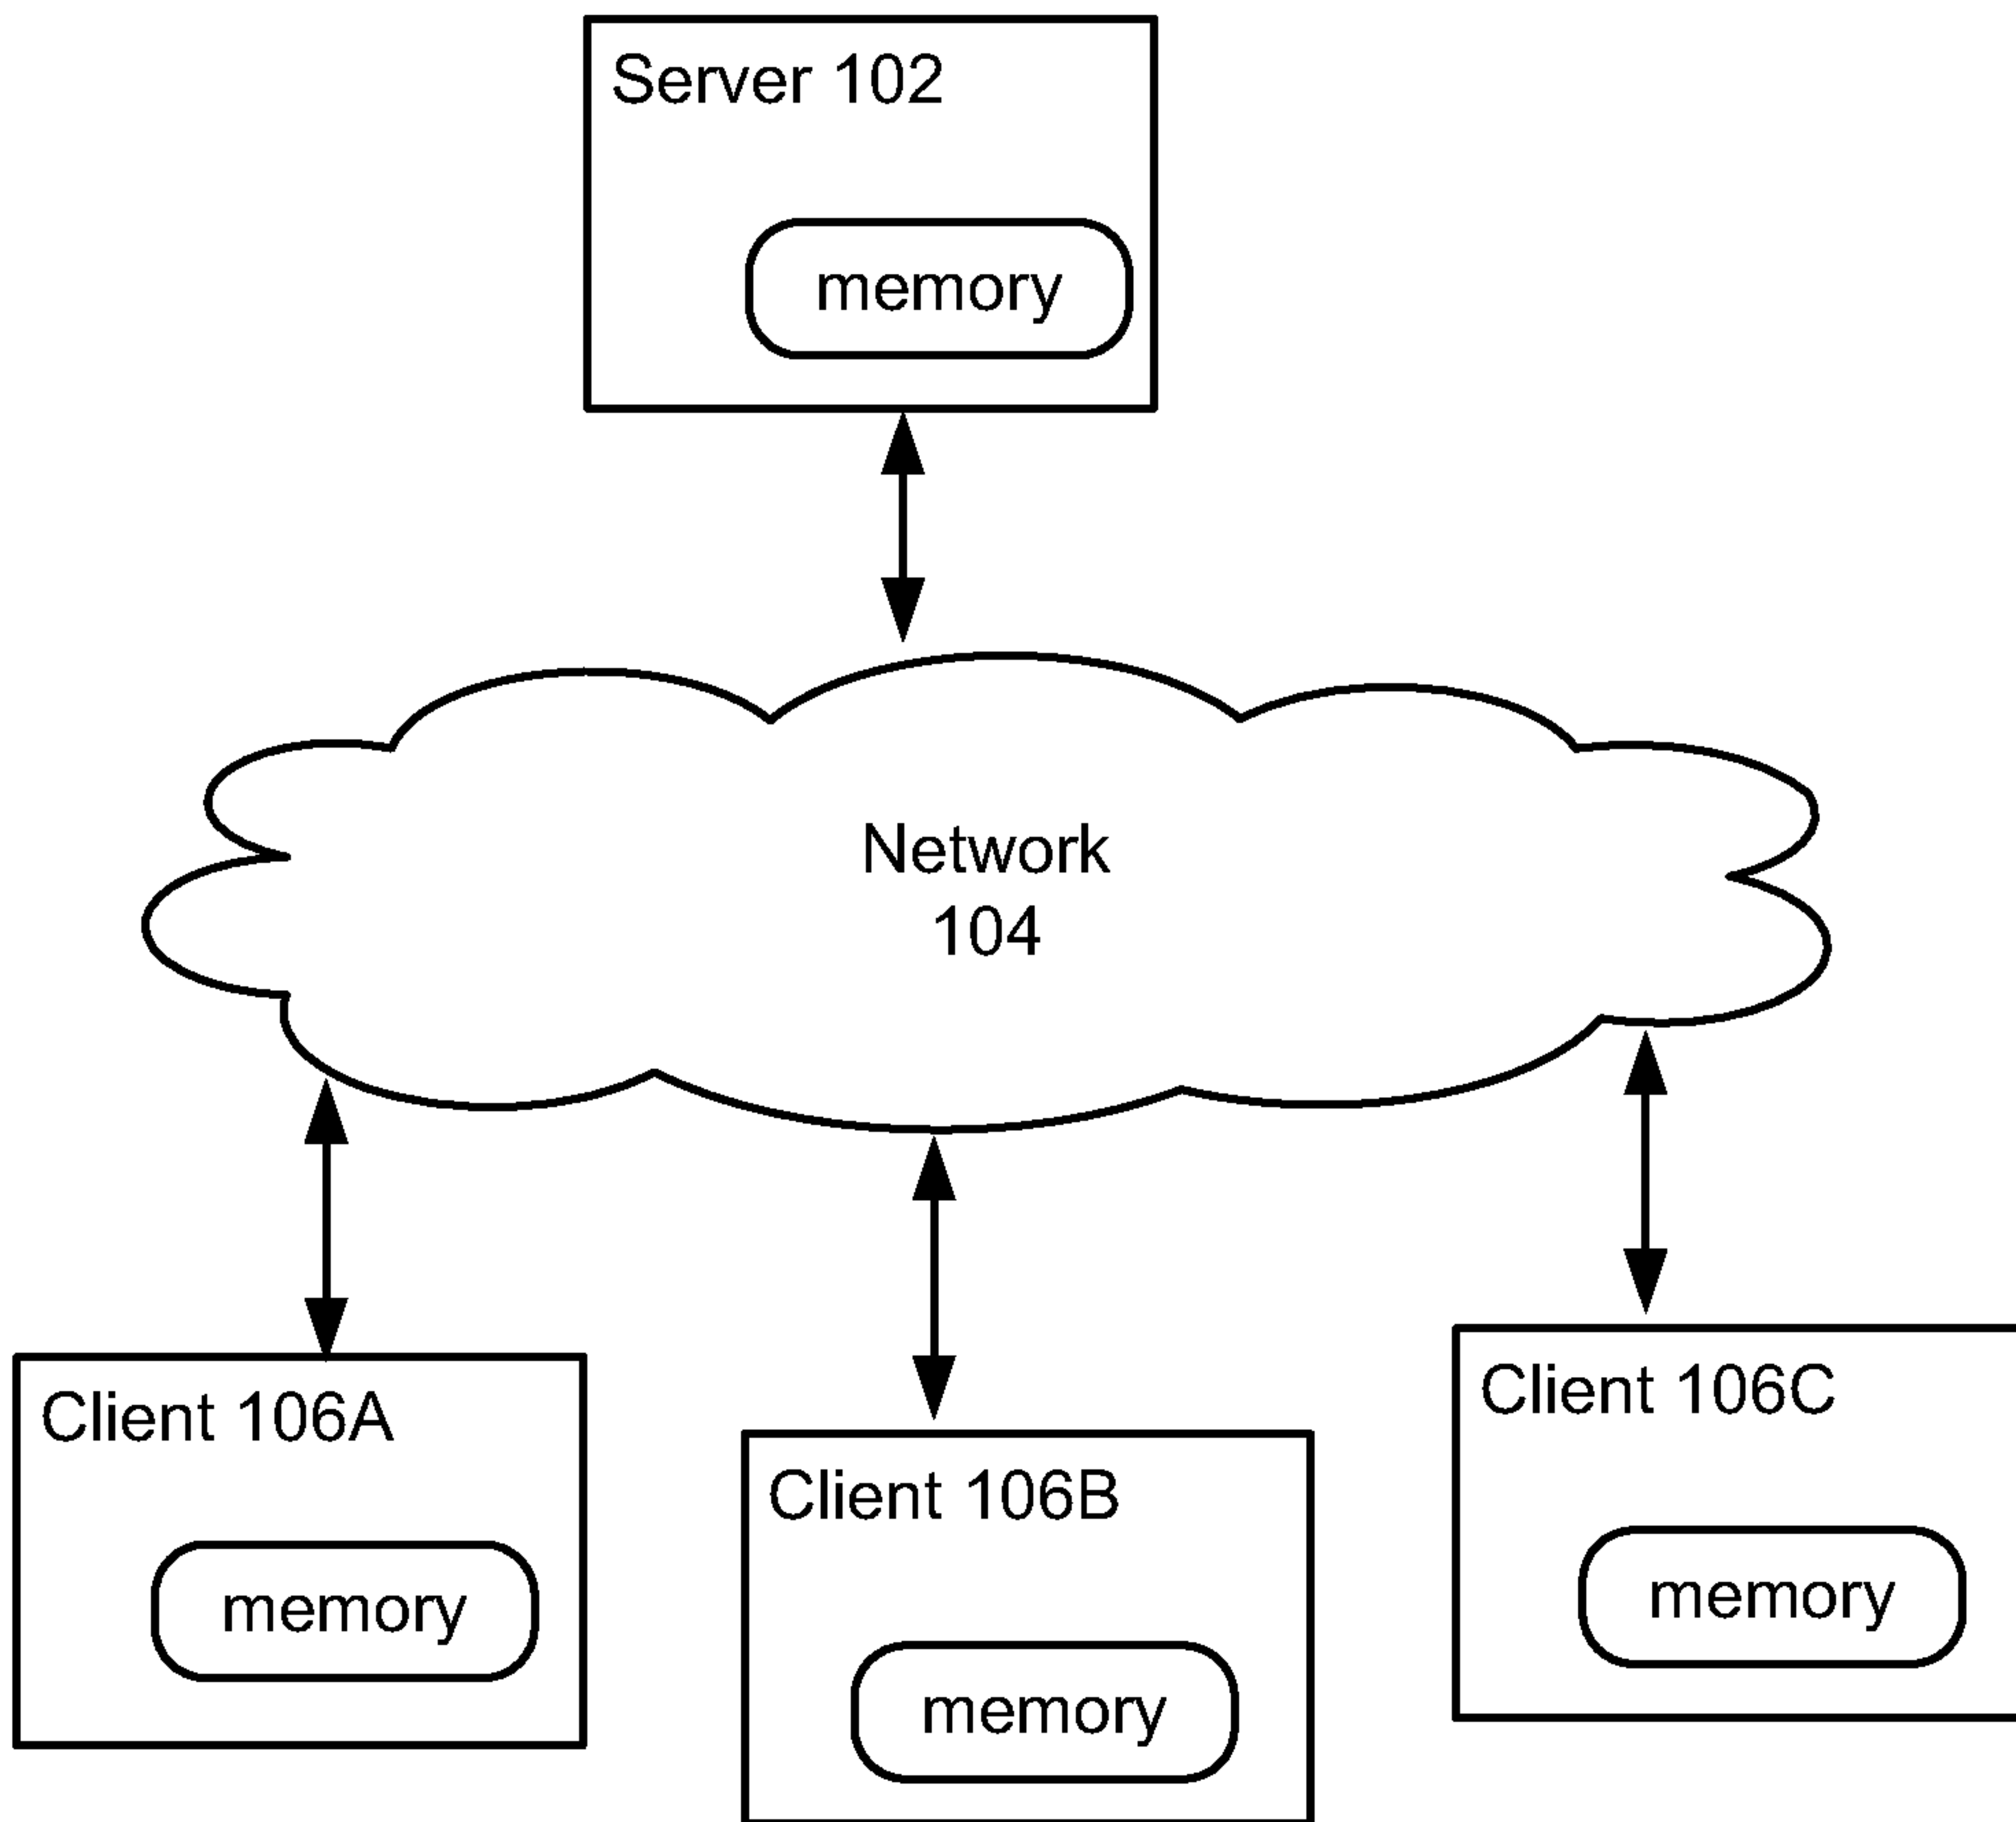 Server 102
memory
Network
104
Client 106A
memory
Client 106B
memory
Client 106C
memory